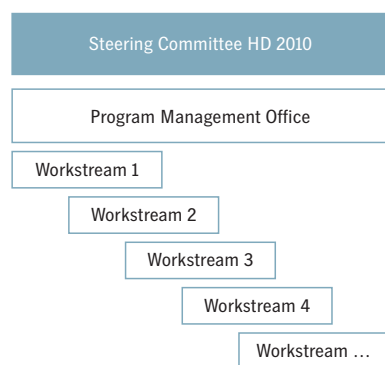 Steering Committee HD 2010
Program Management Office
Workstream 1
Workstream 2
Workstream 3
Workstream 4
Workstream …